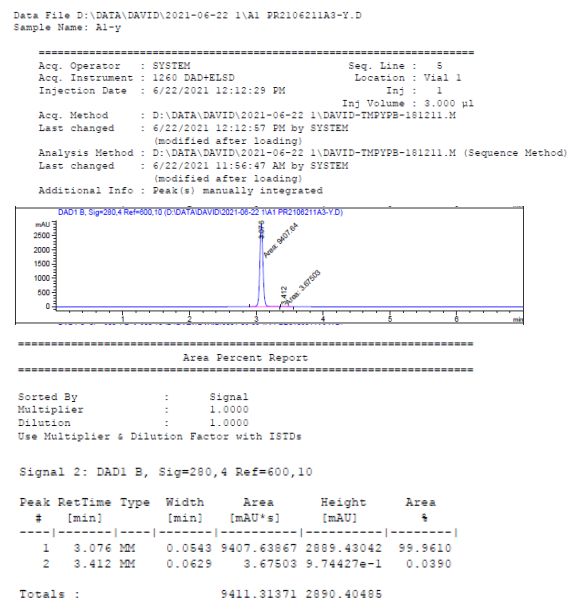 Data File D:\DATA\DAVID\2021-06-22 1\A1 PR2106211A3-Y.D
Sample Name: A1-y
=====================================================================
Acq. Operator : SYSTEM Seq. Line : 5
Acq. Instrument : 1260 DAD+ELSD Location : Vial 1
Injection Date : 6/22/2021 12:12:29 PM Inj : 1
Inj Volume : 3.000 µl
Acq. Method : D:\DATA\DAVID\2021-06-22 1\DAVID-TMPYPB-181211.M
Last changed : 6/22/2021 12:12:57 PM by SYSTEM
(modified after loading)
Analysis Method : D:\DATA\DAVID\2021-06-22 1\DAVID-TMPYPB-181211.M (Sequence Method)
Last changed : 6/22/2021 11:56:47 AM by SYSTEM
(modified after loading)
Additional Info : Peak(s) manually integrated
DAD1 B, Sig=280,4 Ref=600,10 (D:\DATA\DAVID\2021-06-22 1\A1 PR2106211A3-Y.D)
mAU
2500
2000
1500
1000
500
0
3.076
Area: 9407.64
3.412
Area: 3.67503
1 2 3 4 5 6 min
=====================================================================
Area Percent Report
=====================================================================
Sorted By : Signal
Multiplier : 1.0000
Dilution : 1.0000
Use Multiplier & Dilution Factor with ISTDs
Signal 2: DAD1 B, Sig=280,4 Ref=600,10
Peak RetTime Type Width Area Height Area
# [min] [min] [mAU*s] [mAU] %
----|-------|----|-------|----------|----------|--------|
1 3.076 MM 0.0543 9407.63867 2889.43042 99.9610
2 3.412 MM 0.0629 3.67503 9.74427e-1 0.0390
Totals : 9411.31371 2890.40485